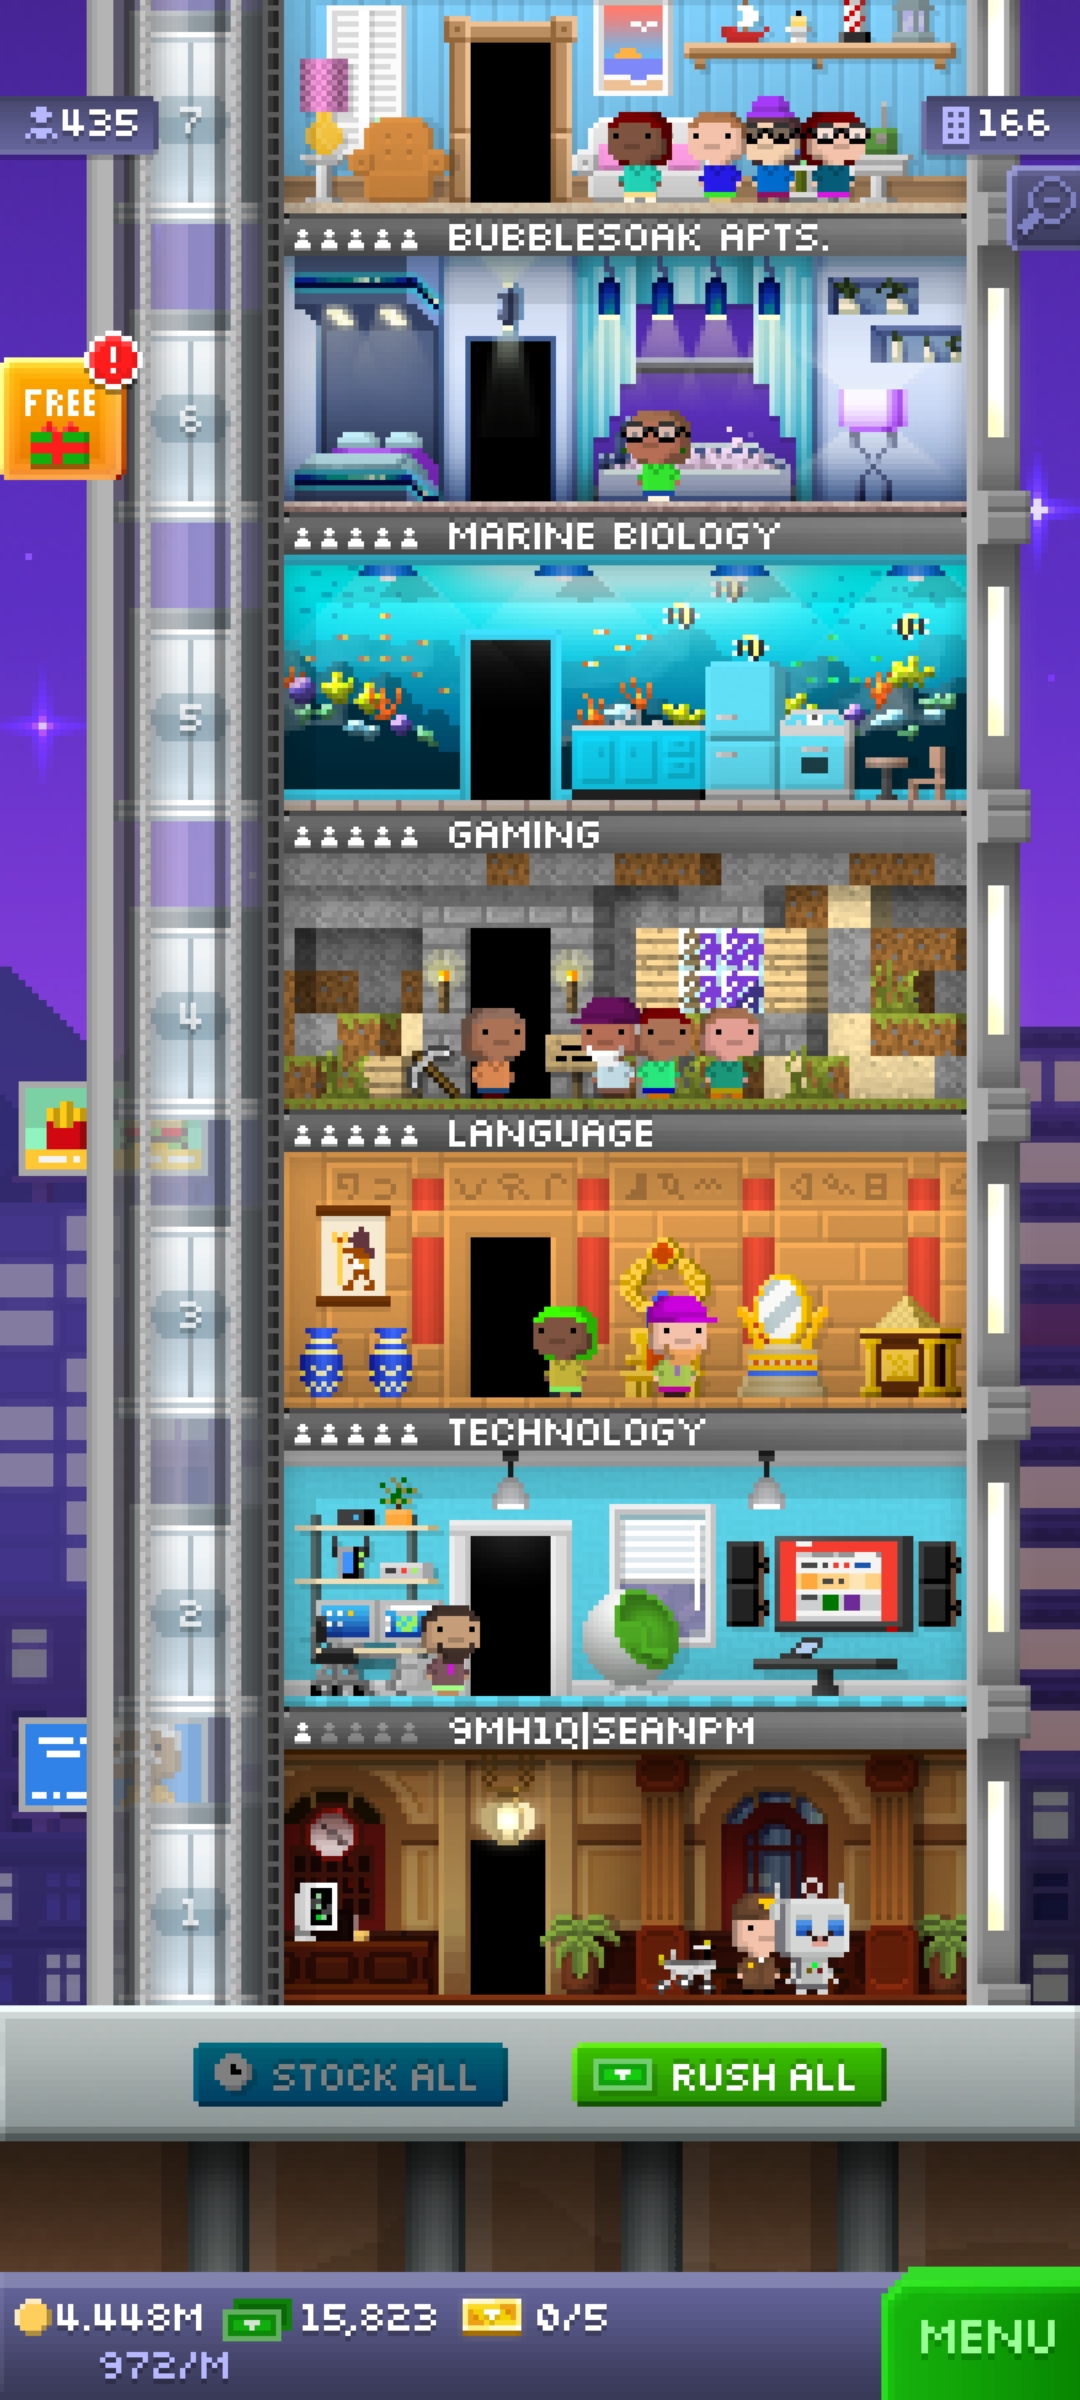 7
435
166
BUBBLESOAK APTS.
FREE
!
6
MARINE BIOLOGY
5
GAMING
4
LANGUAGE
3
TECHNOLOGY
2
9MH1Q|SEANPM
1
STOCK ALL
RUSH ALL
4.448M 15,823 0/5
972/M
MENU